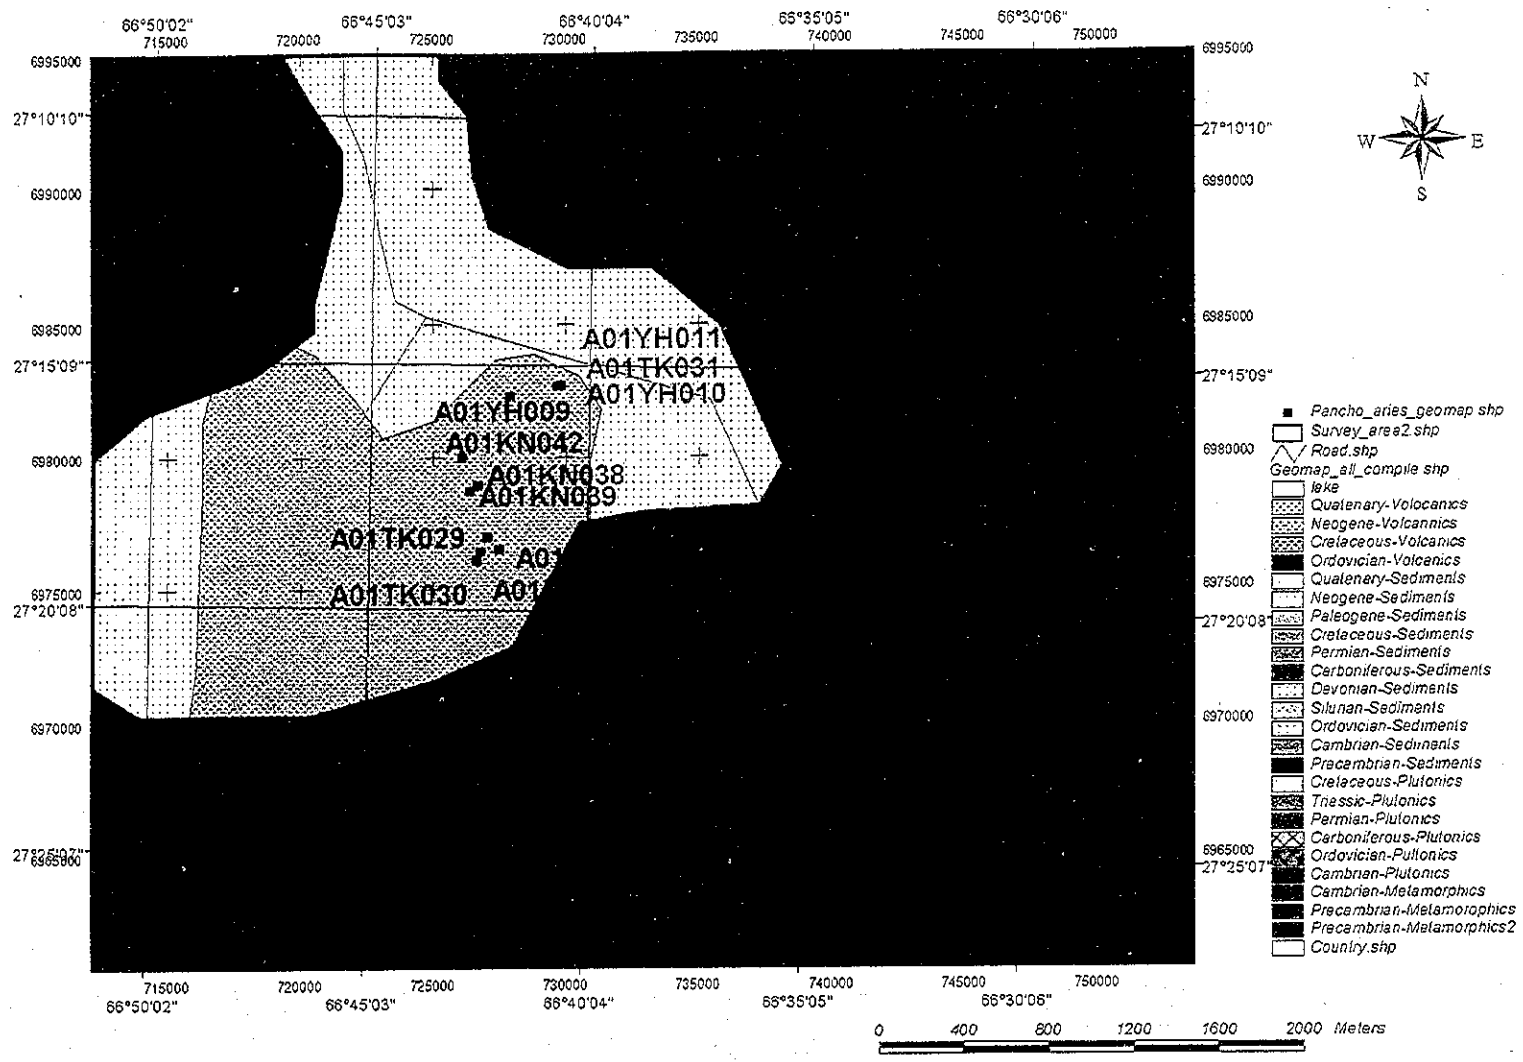 66°50'02" 66°45'03" 66°40'04" 66°35'05" 66°30'06"
715000 720000 725000 730000 735000 740000 745000 750000
6995000 6995000
27°10'10" 27°10'10"
N
W E
S
6990000 6990000
6985000 6985000
A01YH011
27°15'09" 27°15'09"
A01TK031
A01YH010
A01YH009
A01KN042
6980000 6980000
A01KN038
A01KN039
A01TK029
A01
6975000 6975000
A01TK030 A01
27°20'08" 27°20'08"
6970000 6970000
6965000
27°25'07" 27°25'07"
Pancho_aries_geomap shp
Survey_area2.shp
Road.shp
Geomap_all_compile shp
lake
Quatenary-Volocanics
Neogene-Volcannics
Cretaceous-Volcanics
Ordovician-Volcanics
Quatenary-Sediments
Neogene-Sediments
Paleogene-Sediments
Cretaceous-Sediments
Permian-Sediments
Carboniferous-Sediments
Devonian-Sediments
Silurian-Sediments
Ordovician-Sediments
Cambrian-Sediments
Precambrian-Sediments
Cretaceous-Plutonics
Triassic-Plutonics
Permian-Plutonics
Carboniferous-Plutonics
Ordovician-Pultonics
Cambrian-Plutonics
Cambrian-Metamorphics
Precambrian-Metamorophics
Precambrian-Metamorphics2
Country.shp
715000 720000 725000 730000 735000 740000 745000 750000
66°50'02" 66°45'03" 66°40'04" 66°35'05" 66°30'06"
0 400 800 1200 1600 2000 Meters